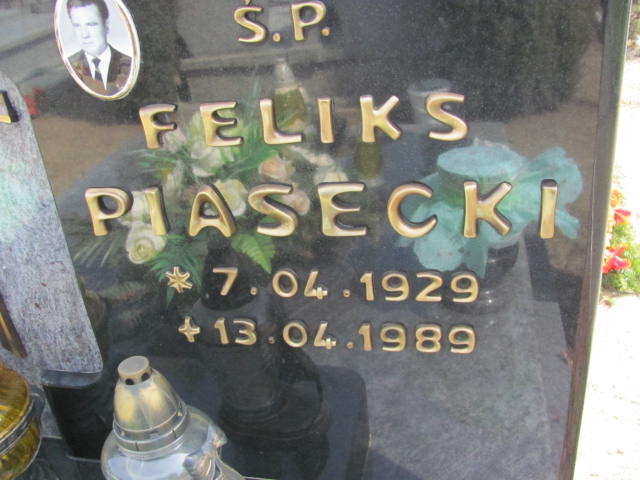 Ś.P.
FELIKS
PIASECKI
* 7.04.1929
+ 13.04.1989